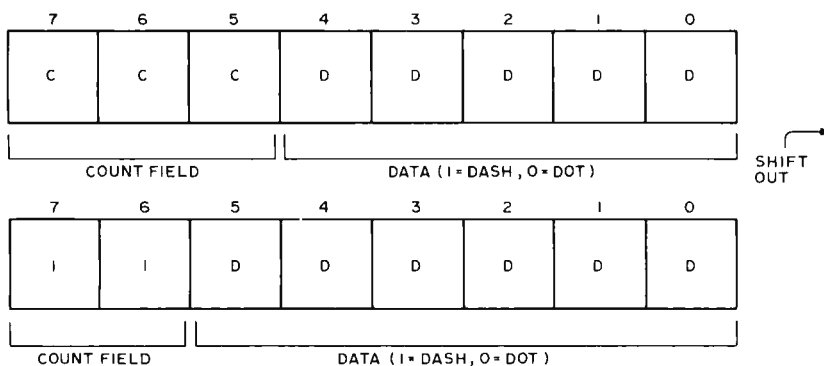 7 6 5 4 3 2 1 0
C C C D D D D D
COUNT FIELD DATA (1=DASH, 0=DOT)
SHIFT
OUT
7 6 5 4 3 2 1 0
1 1 D D D D D D
COUNT FIELD DATA (1=DASH, 0=DOT)